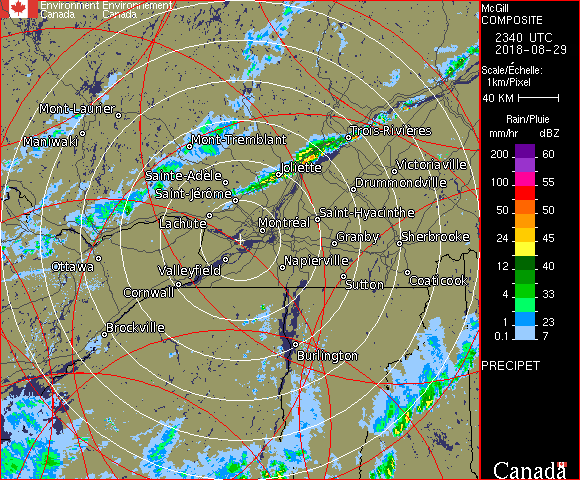 Environment Environnement
Canada Canada
McGill
COMPOSITE
2340 UTC
2018-08-29
Scale/Échelle:
1km/Pixel
40 KM
Rain/Pluie
mm/hr dBZ
200 60
100 55
50 50
24 45
12 40
4 33
1 23
0.1 7
PRECIPET
Canada
Mont-Laurier
Maniwaki
Mont-Tremblant
Trois-Rivières
Sainte-Adèle
Joliette
Victoriaville
Saint-Jérôme
Drummondville
Lachute
Saint-Hyacinthe
Montréal
Granby
Sherbrooke
Ottawa
Valleyfield
Napierville
Cornwall
Sutton
Coaticook
Brockville
Burlington